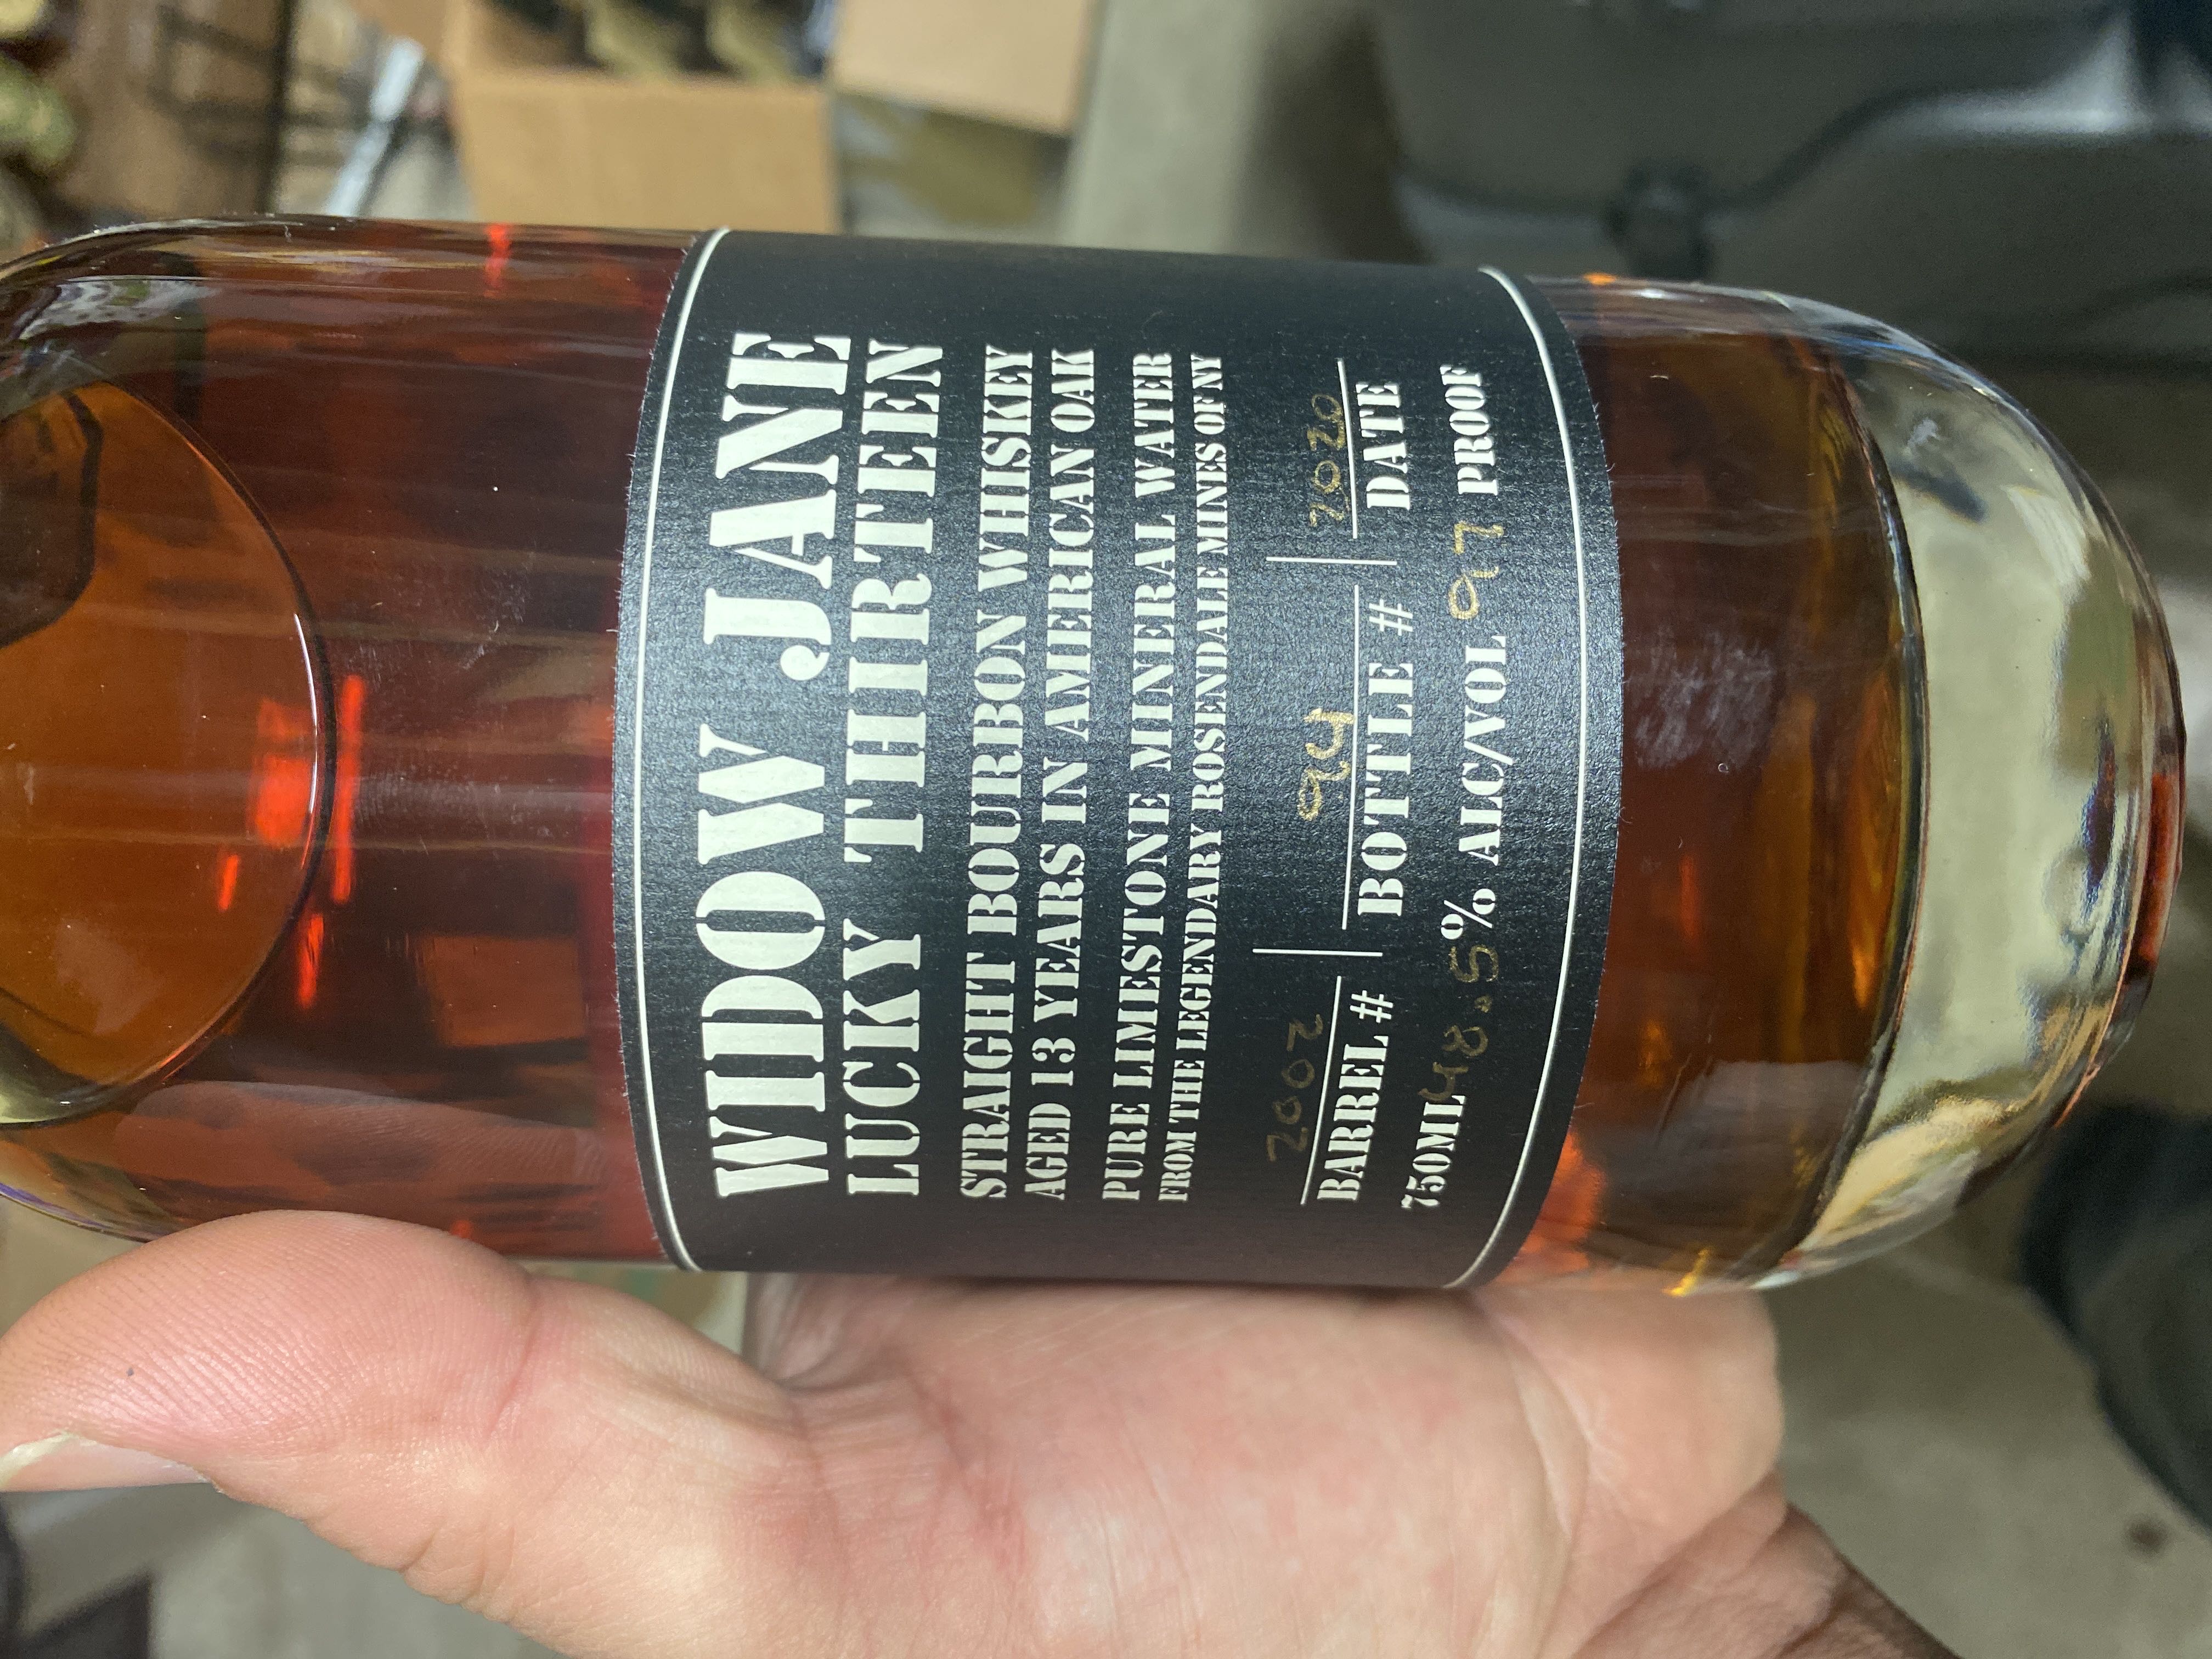 WIDOW JANE
LUCKY THIRTEEN
STRAIGHT BOURBON WHISKEY
AGED 13 YEARS IN AMERICAN OAK
PURE LIMESTONE MINERAL WATER
FROM THE LEGENDARY ROSENDALE MINES OF NY
2002 94 2020
BARREL # BOTTLE # DATE
750ML 48.5% ALC/VOL 97 PROOF